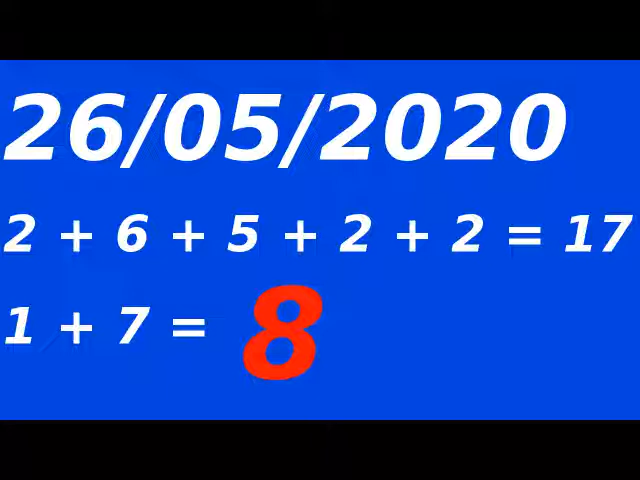 26/05/2020
2 + 6 + 5 + 2 + 2 = 17
1 + 7 = 8